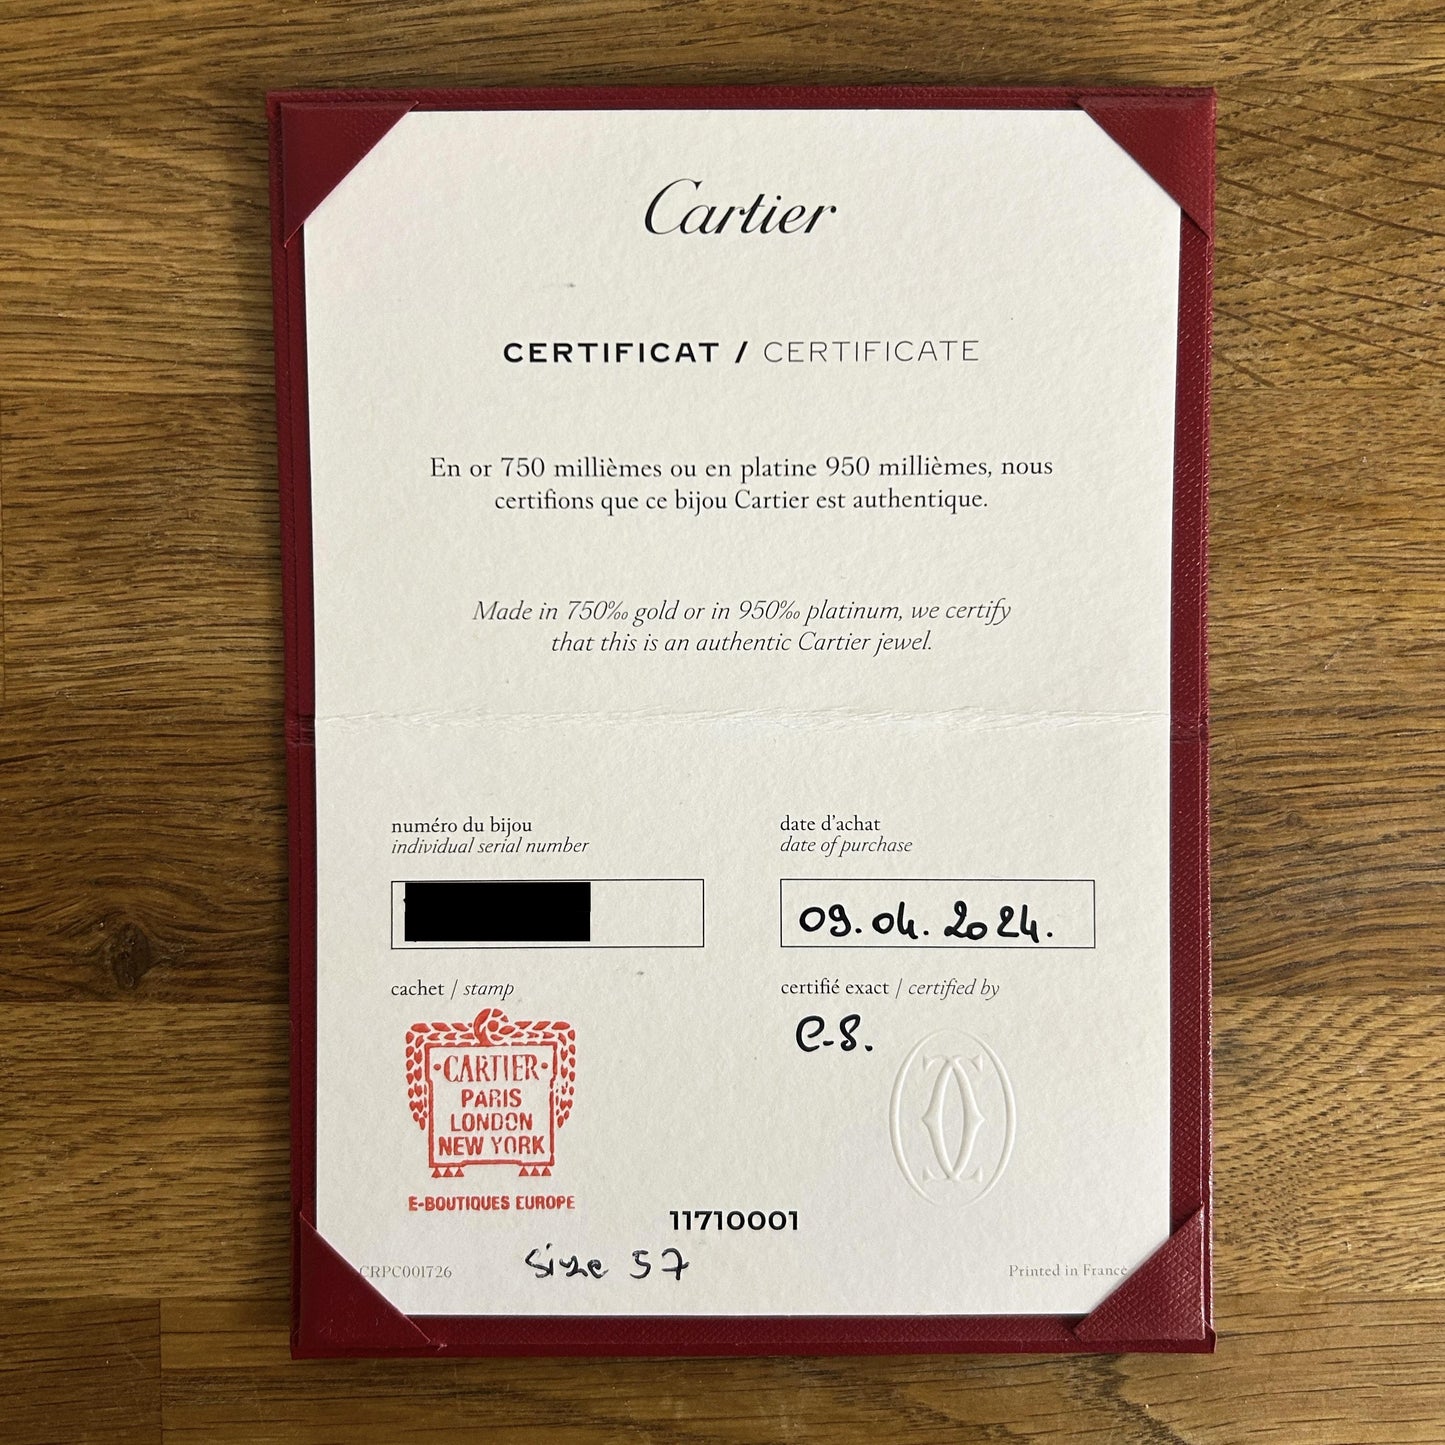 Cartier
CERTIFICAT / CERTIFICATE
En or 750 millièmes ou en platine 950 millièmes, nous
certifions que ce bijou Cartier est authentique.
Made in 750‰ gold or in 950‰ platinum, we certify
that this is an authentic Cartier jewel.
numéro du bijou
individual serial number
date d'achat
date of purchase
09.04.2024.
cachet / stamp
certifié exact / certified by
C-S.
·CARTIER·
PARIS
LONDON
NEW YORK
E-BOUTIQUES EUROPE
11710001
Size 57
CRPC001726
Printed in France